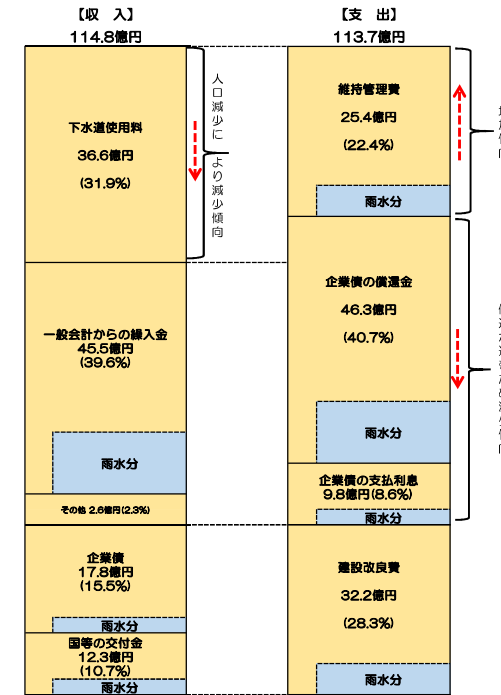 【収　入】
114.8億円
下水道使用料
36.6億円
(31.9%)
人口減少に
より減少傾向
一般会計からの繰入金
45.5億円
(39.6%)
雨水分
その他 2.6億円(2.3%)
企業債
17.8億円
(15.5%)
雨水分
国等の交付金
12.3億円
(10.7%)
雨水分
【支　出】
113.7億円
維持管理費
25.4億円
(22.4%)
雨水分
企業債の償還金
46.3億円
(40.7%)
雨水分
企業債の支払利息
9.8億円(8.6%)
雨水分
建設改良費
32.2億円
(28.3%)
雨水分